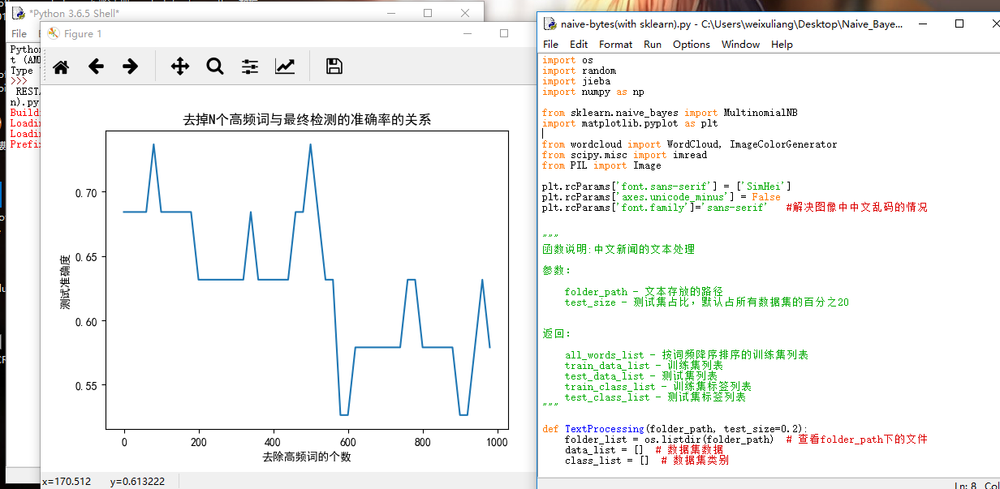 *Python 3.6.5 Shell*
File
Python
t (AM
Type
>>>
REST
n).py
Build
Loadin
Loadin
Prefi
Figure 1
去掉N个高频词与最终检测的准确率的关系
测试准确度
0.70
0.65
0.60
0.55
0
200
400
600
800
1000
去除高频词的个数
x=170.512 y=0.613222
naive-bytes(with sklearn).py - C:\Users\weixuliang\Desktop\Naive_Baye...
File Edit Format Run Options Window Help
import os
import random
import jieba
import numpy as np
from sklearn.naive_bayes import MultinomialNB
import matplotlib.pyplot as plt
from wordcloud import WordCloud, ImageColorGenerator
from scipy.misc import imread
from PIL import Image
plt.rcParams['font.sans-serif'] = ['SimHei']
plt.rcParams['axes.unicode_minus'] = False
plt.rcParams['font.family']='sans-serif' #解决图像中中文乱码的情况
"""
函数说明:中文新闻的文本处理
参数:
folder_path - 文本存放的路径
test_size - 测试集占比，默认占所有数据集的百分之20
返回:
all_words_list - 按词频降序排序的训练集列表
train_data_list - 训练集列表
test_data_list - 测试集列表
train_class_list - 训练集标签列表
test_class_list - 测试集标签列表
"""
def TextProcessing(folder_path, test_size=0.2):
folder_list = os.listdir(folder_path) # 查看folder_path下的文件
data_list = [] # 数据集数据
class_list = [] # 数据集类别
Ln: 8, Col